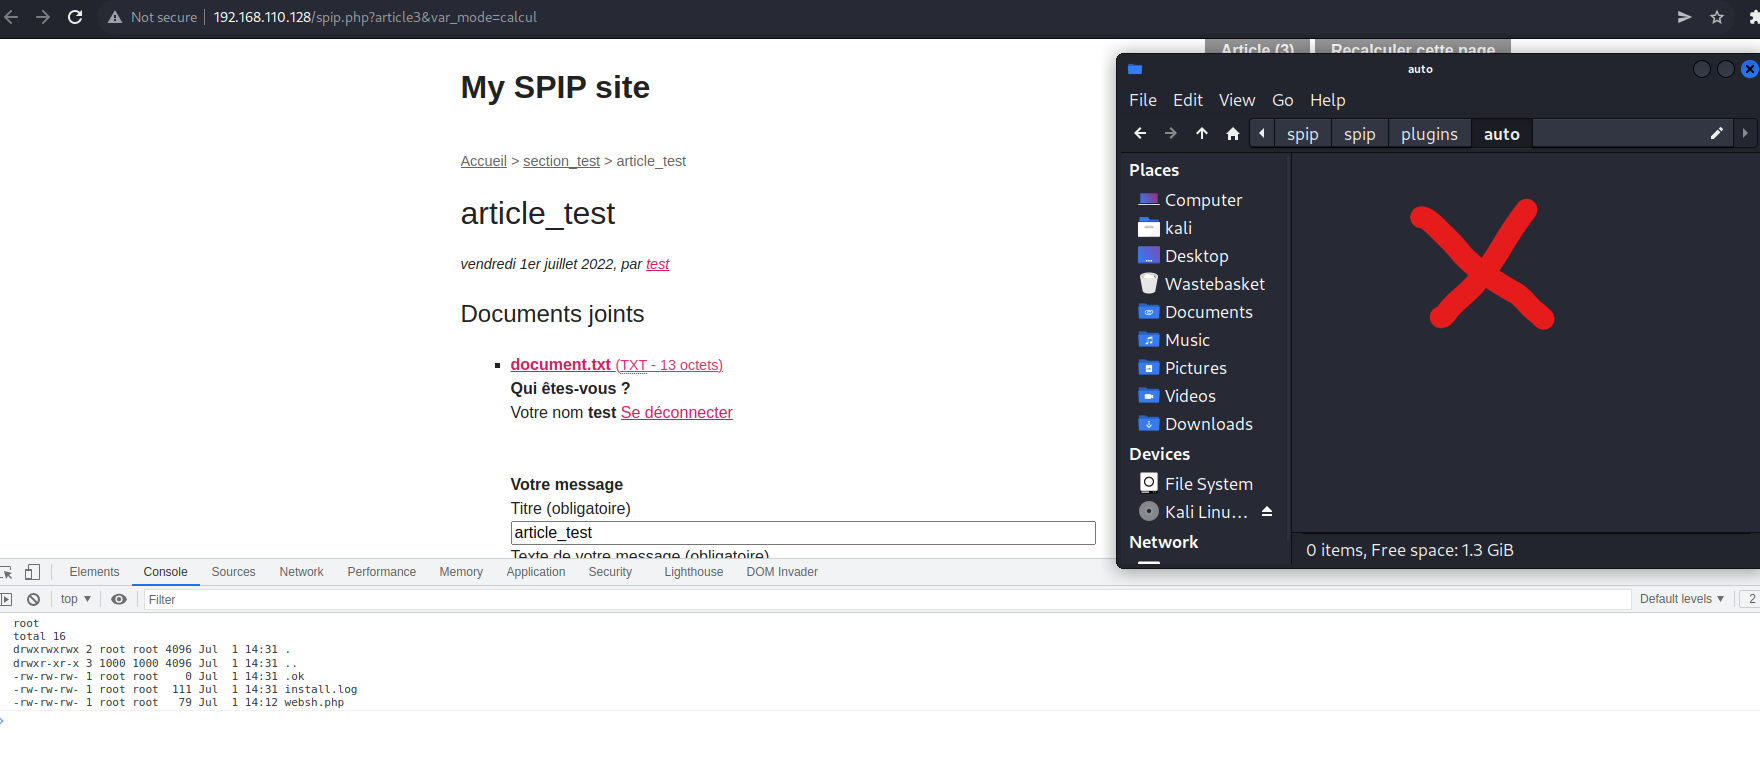 Not secure 192.168.110.128/spip.php?article3&var_mode=calcul
Article (3) Recalculer cette page
My SPIP site
Accueil > section_test > article_test
article_test
vendredi 1er juillet 2022, par test
Documents joints
document.txt (TXT - 13 octets)
Qui êtes-vous ?
Votre nom test Se déconnecter
Votre message
Titre (obligatoire)
article_test
Texte de votre message (obligatoire)
auto
File Edit View Go Help
spip spip plugins auto
Places
Computer
kali
Desktop
Wastebasket
Documents
Music
Pictures
Videos
Downloads
Devices
File System
Kali Linu…
Network
0 items, Free space: 1.3 GiB
Elements Console Sources Network Performance Memory Application Security Lighthouse DOM Invader
top Filter Default levels 2
root
total 16
drwxrwxrwx 2 root root 4096 Jul  1 14:31 .
drwxr-xr-x 3 1000 1000 4096 Jul  1 14:31 ..
-rw-rw-rw- 1 root root    0 Jul  1 14:31 .ok
-rw-rw-rw- 1 root root  111 Jul  1 14:31 install.log
-rw-rw-rw- 1 root root   79 Jul  1 14:12 websh.php